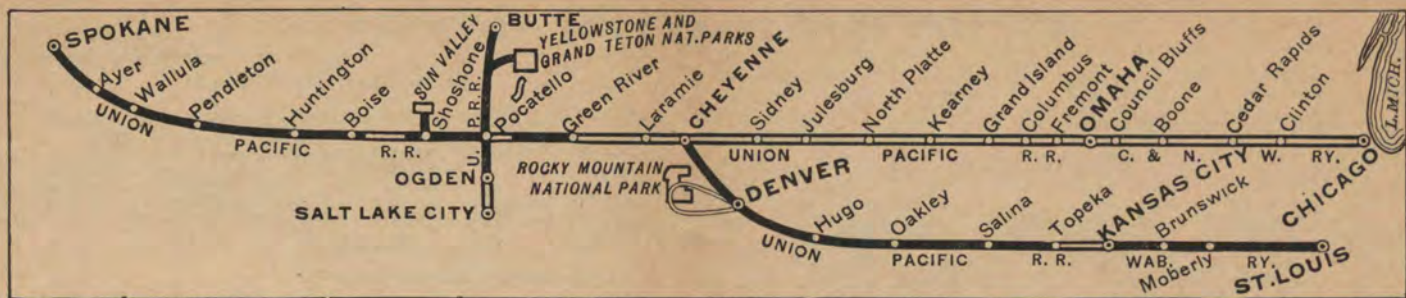 SPOKANE
Ayer
Wallula
Pendleton
Huntington
Boise
SUN VALLEY
Shoshone
BUTTE
YELLOWSTONE AND
GRAND TETON NAT. PARKS
Pocatello
Green River
Laramie
CHEYENNE
Sidney
Julesburg
North Platte
Kearney
Grand Island
Columbus
Fremont
OMAHA
Council Bluffs
Boone
Cedar Rapids
Clinton
L. MICH.
CHICAGO
UNION
PACIFIC
R. R.
U. P. R. R.
UNION
PACIFIC
R. R.
C. & N. W. RY.
OGDEN
SALT LAKE CITY
ROCKY MOUNTAIN
NATIONAL PARK
DENVER
Hugo
Oakley
Salina
Topeka
KANSAS CITY
Brunswick
Moberly
ST. LOUIS
UNION
PACIFIC
R. R.
WAB.
RY.